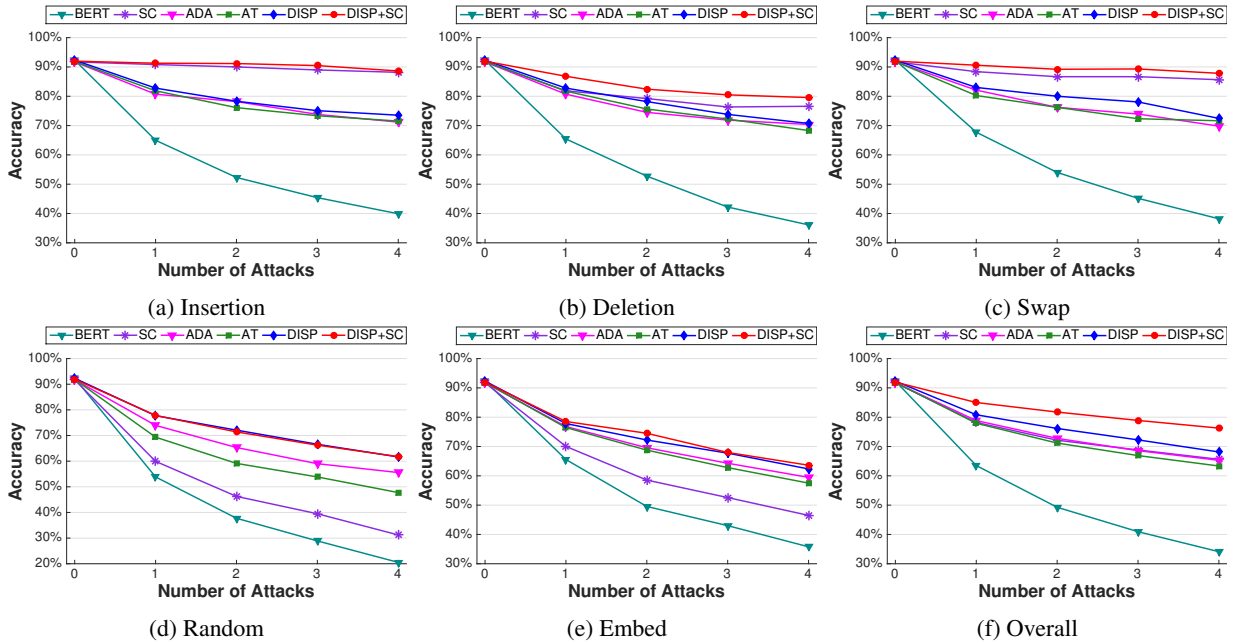 BERT SC ADA AT DISP DISP+SC
100%
90%
80%
70%
60%
50%
40%
30%
Accuracy
0 1 2 3 4
Number of Attacks
(a) Insertion
BERT SC ADA AT DISP DISP+SC
100%
90%
80%
70%
60%
50%
40%
30%
Accuracy
0 1 2 3 4
Number of Attacks
(b) Deletion
BERT SC ADA AT DISP DISP+SC
100%
90%
80%
70%
60%
50%
40%
30%
Accuracy
0 1 2 3 4
Number of Attacks
(c) Swap
BERT SC ADA AT DISP DISP+SC
100%
90%
80%
70%
60%
50%
40%
30%
20%
Accuracy
0 1 2 3 4
Number of Attacks
(d) Random
BERT SC ADA AT DISP DISP+SC
100%
90%
80%
70%
60%
50%
40%
30%
Accuracy
0 1 2 3 4
Number of Attacks
(e) Embed
BERT SC ADA AT DISP DISP+SC
100%
90%
80%
70%
60%
50%
40%
30%
Accuracy
0 1 2 3 4
Number of Attacks
(f) Overall